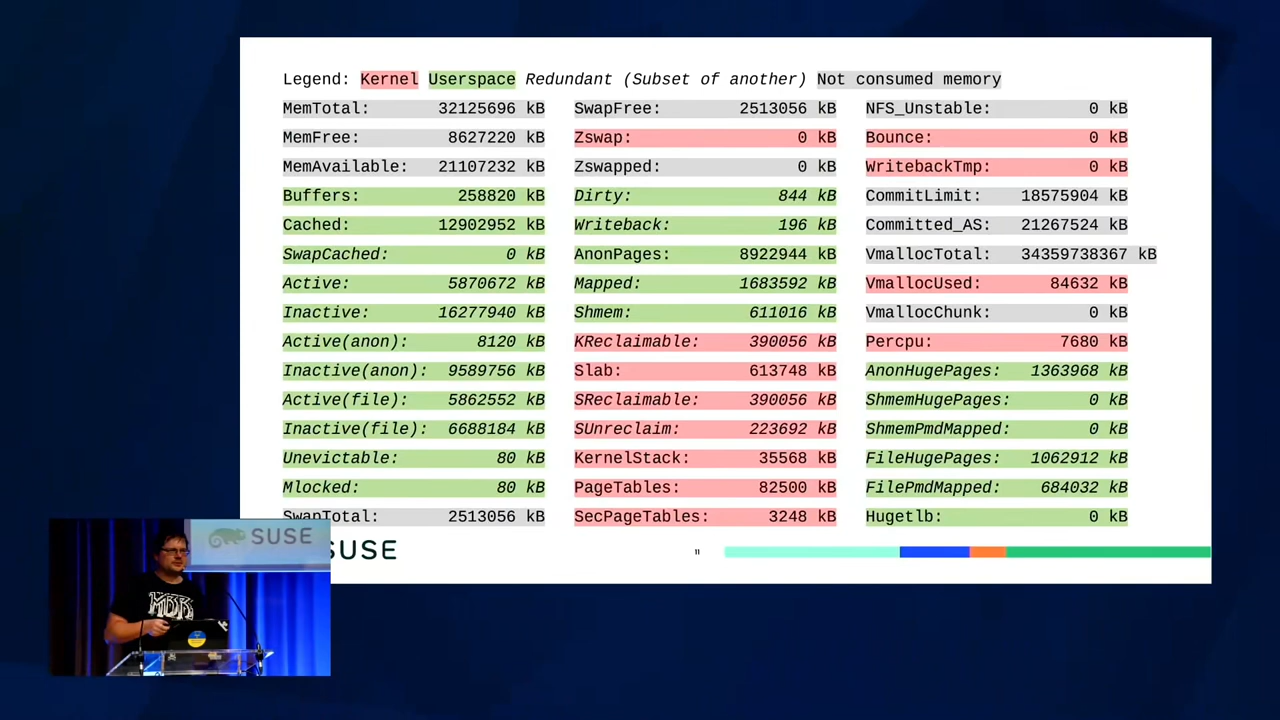 Legend: Kernel Userspace Redundant (Subset of another) Not consumed memory
MemTotal: 32125696 kB
MemFree: 8627220 kB
MemAvailable: 21107232 kB
Buffers: 258820 kB
Cached: 12902952 kB
SwapCached: 0 kB
Active: 5870672 kB
Inactive: 16277940 kB
Active(anon): 8120 kB
Inactive(anon): 9589756 kB
Active(file): 5862552 kB
Inactive(file): 6688184 kB
Unevictable: 80 kB
Mlocked: 80 kB
SwapTotal: 2513056 kB
SwapFree: 2513056 kB
Zswap: 0 kB
Zswapped: 0 kB
Dirty: 844 kB
Writeback: 196 kB
AnonPages: 8922944 kB
Mapped: 1683592 kB
Shmem: 611016 kB
KReclaimable: 390056 kB
Slab: 613748 kB
SReclaimable: 390056 kB
SUnreclaim: 223692 kB
KernelStack: 35568 kB
PageTables: 82500 kB
SecPageTables: 3248 kB
NFS_Unstable: 0 kB
Bounce: 0 kB
WritebackTmp: 0 kB
CommitLimit: 18575904 kB
Committed_AS: 21267524 kB
VmallocTotal: 34359738367 kB
VmallocUsed: 84632 kB
VmallocChunk: 0 kB
Percpu: 7680 kB
AnonHugePages: 1363968 kB
ShmemHugePages: 0 kB
ShmemPmdMapped: 0 kB
FileHugePages: 1062912 kB
FilePmdMapped: 684032 kB
Hugetlb: 0 kB
SUSE
11
SUSE